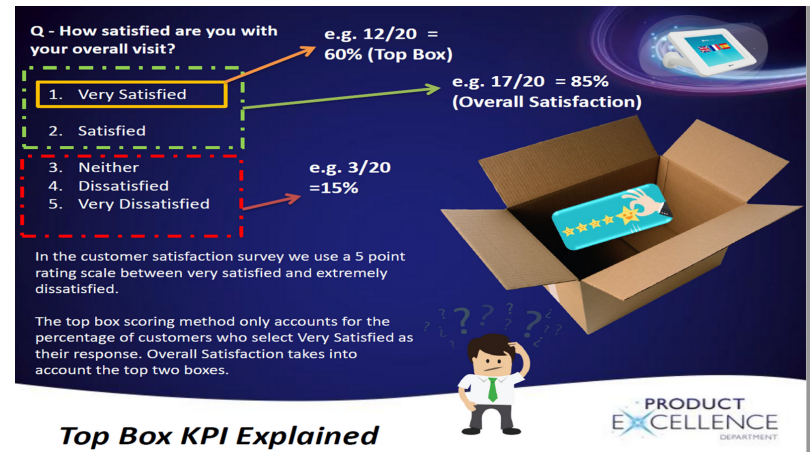 Q - How satisfied are you with
your overall visit?
e.g. 12/20 =
60% (Top Box)
1. Very Satisfied
e.g. 17/20 = 85%
(Overall Satisfaction)
2. Satisfied
3. Neither
4. Dissatisfied
5. Very Dissatisfied
e.g. 3/20
=15%
In the customer satisfaction survey we use a 5 point
rating scale between very satisfied and extremely
dissatisfied.
The top box scoring method only accounts for the
percentage of customers who select Very Satisfied as
their response. Overall Satisfaction takes into
account the top two boxes.
? ? ? ? ? ? ? ? ?
Top Box KPI Explained
PRODUCT
EXCELLENCE
DEPARTMENT